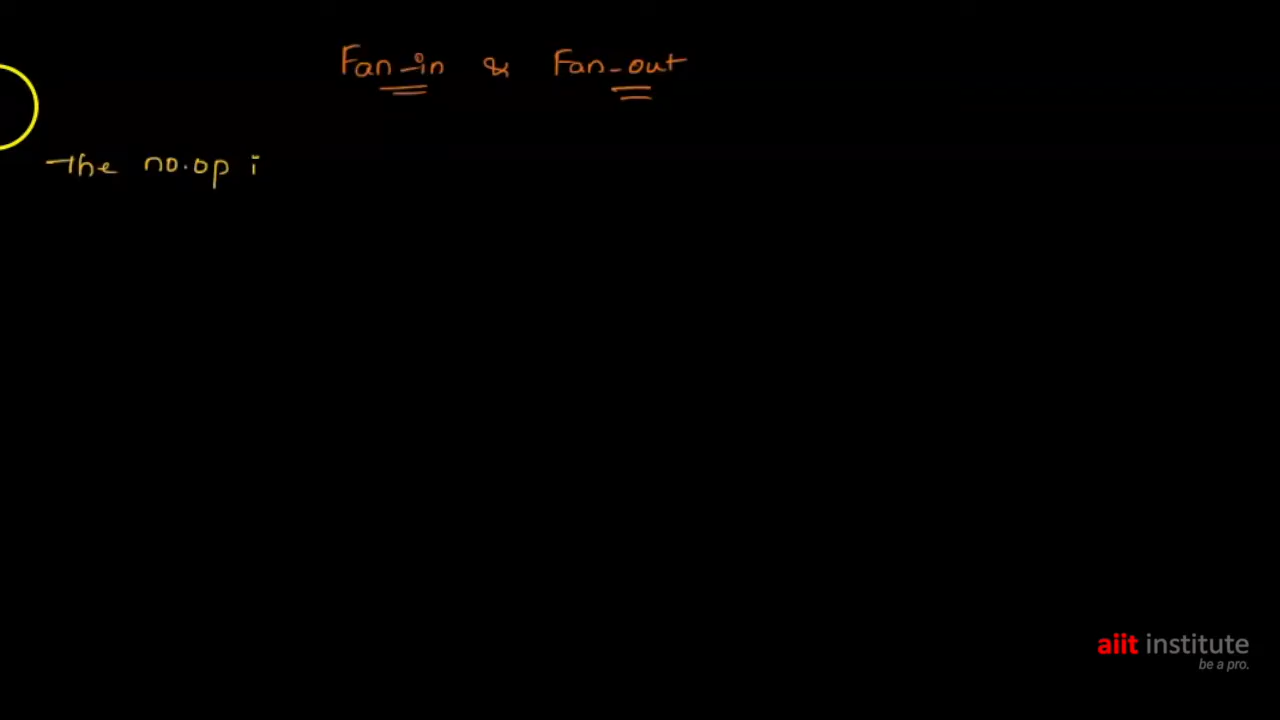 Fan-in & Fan-out
The no.op i
aiit institute
be a pro.